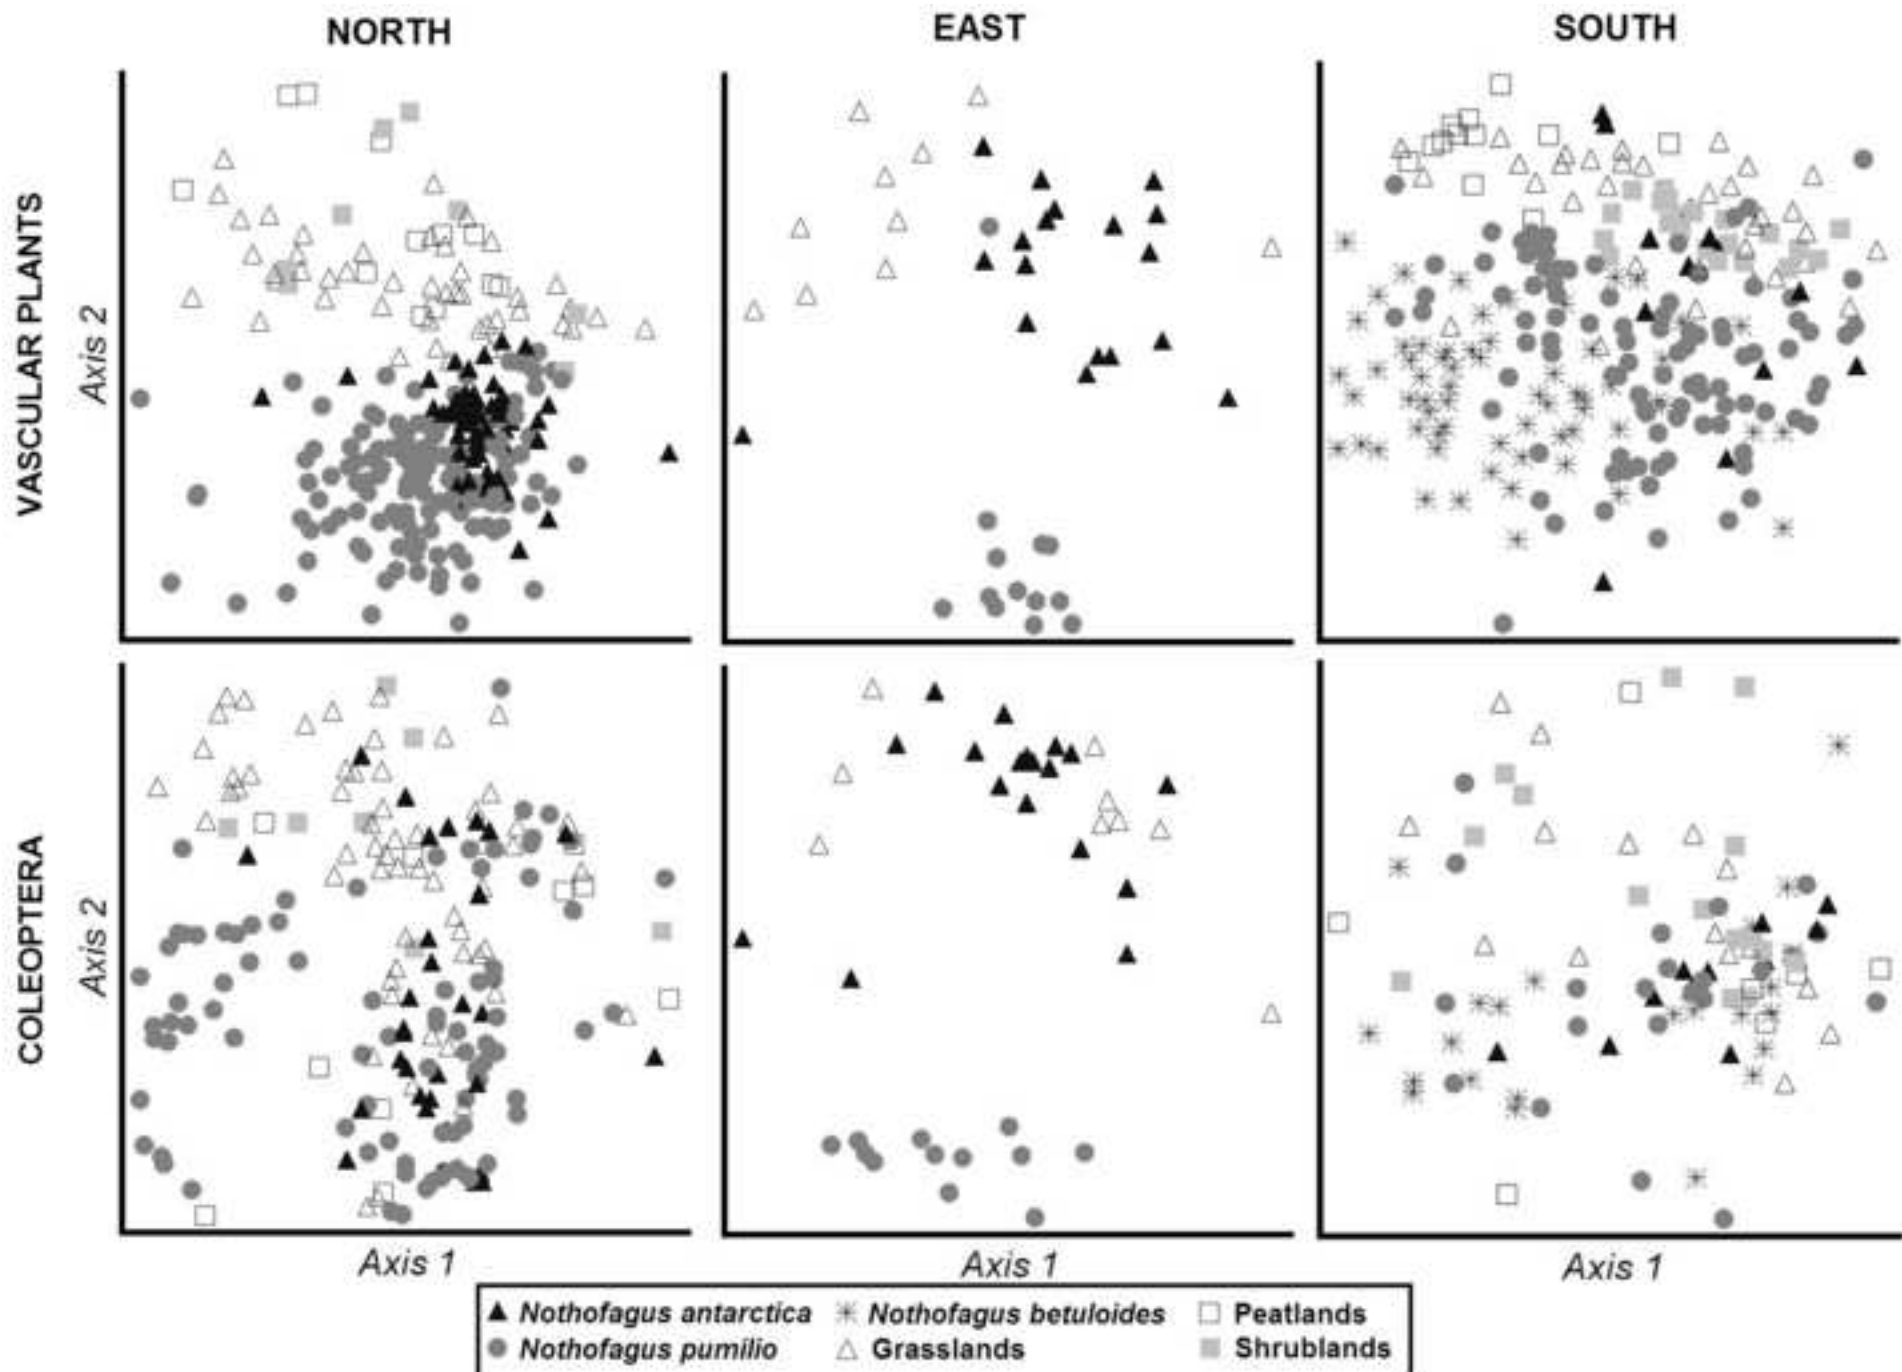 NORTH EAST SOUTH
VASCULAR PLANTS
Axis 2
COLEOPTERA
Axis 2
Axis 1 Axis 1 Axis 1
Nothofagus antarctica Nothofagus betuloides Peatlands
Nothofagus pumilio Grasslands Shrublands